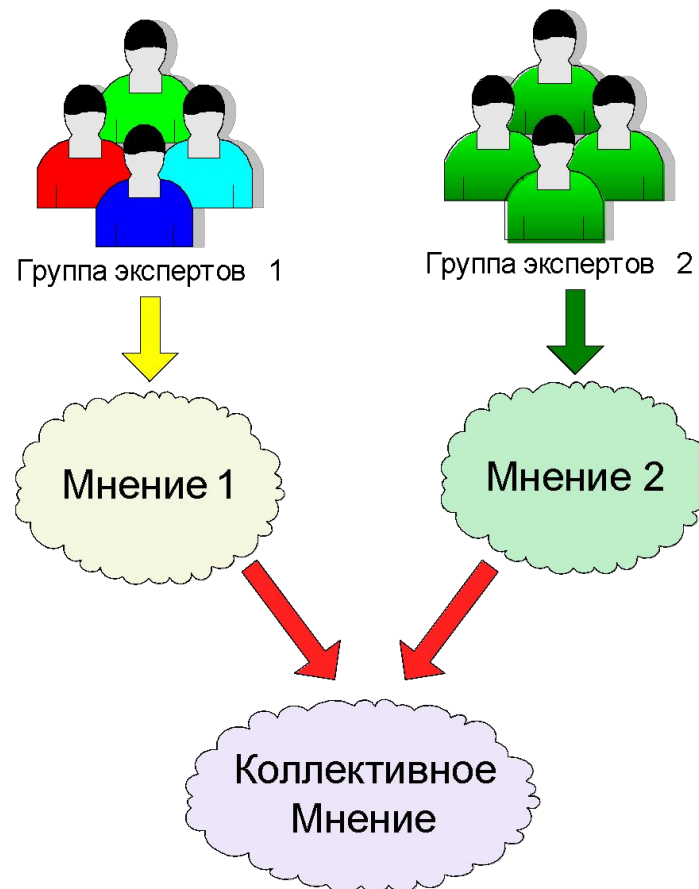 Группа экспертов 1
Группа экспертов 2
Мнение 1
Мнение 2
Коллективное
Мнение